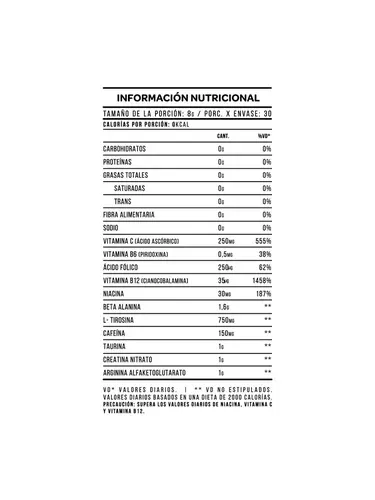 INFORMACIÓN NUTRICIONAL
TAMAÑO DE LA PORCIÓN: 8G / PORC. X ENVASE: 30
CALORÍAS POR PORCIÓN: 0KCAL
CANT. %VD*
CARBOHIDRATOS 0G 0%
PROTEÍNAS 0G 0%
GRASAS TOTALES 0G 0%
SATURADAS 0G 0%
TRANS 0G 0%
FIBRA ALIMENTARIA 0G 0%
SODIO 0G 0%
VITAMINA C (ÁCIDO ASCÓRBICO) 250MG 555%
VITAMINA B6 (PIRIDOXINA) 0,5MG 38%
ÁCIDO FÓLICO 250μG 62%
VITAMINA B12 (CIANOCOBALAMINA) 35μG 1458%
NIACINA 30MG 187%
BETA ALANINA 1,6G **
L- TIROSINA 750MG **
CAFEÍNA 150MG **
TAURINA 1G **
CREATINA NITRATO 1G **
ARGININA ALFAKETOGLUTARATO 1G **
VD* VALORES DIARIOS. | ** VD NO ESTIPULADOS.
VALORES DIARIOS BASADOS EN UNA DIETA DE 2000 CALORÍAS.
PRECAUCIÓN: SUPERA LOS VALORES DIARIOS DE NIACINA, VITAMINA C
Y VITAMINA B12.